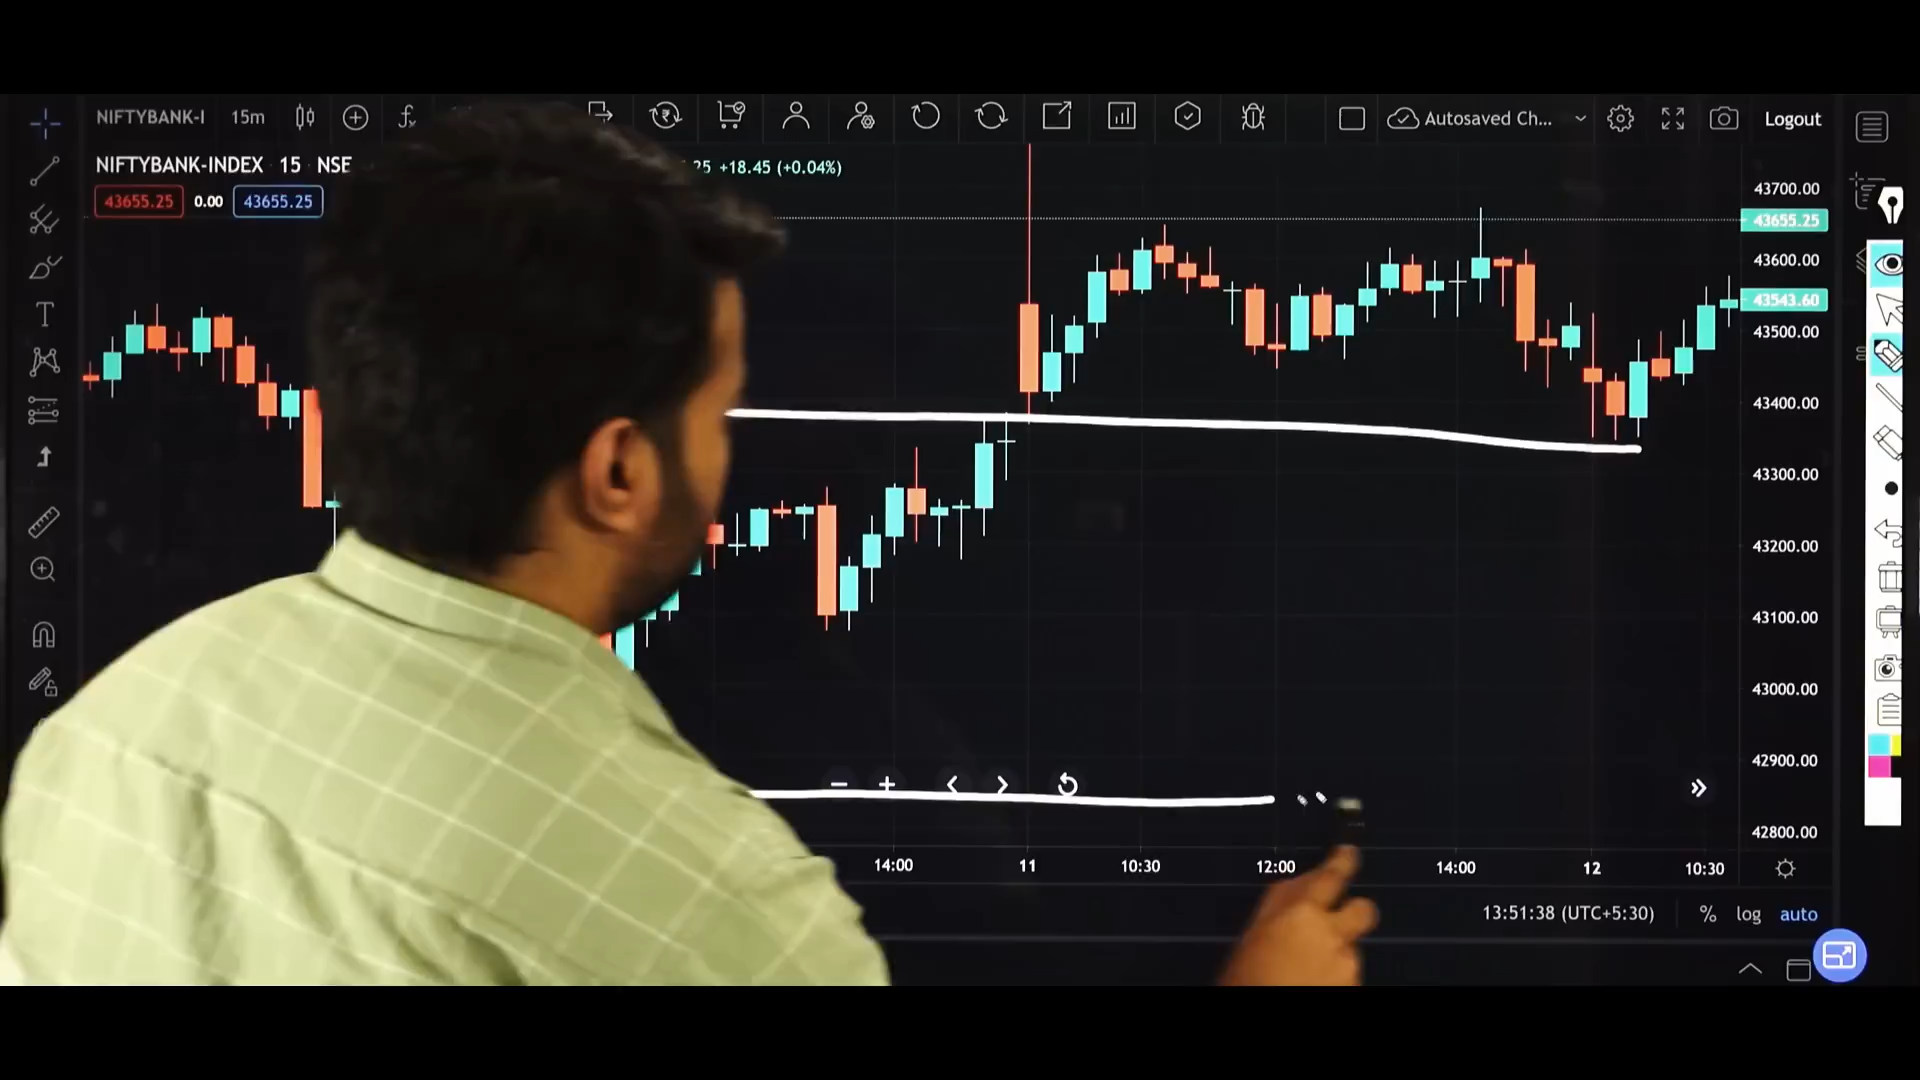 NIFTYBANK-I 15m Autosaved Ch... Logout
NIFTYBANK-INDEX 15 NSE 25 +18.45 (+0.04%)
43655.25 0.00 43655.25
43700.00
43655.25
43600.00
43543.60
43500.00
43400.00
43300.00
43200.00
43100.00
43000.00
42900.00
42800.00
14:00 11 10:30 12:00 14:00 12 10:30
13:51:38 (UTC+5:30) % log auto